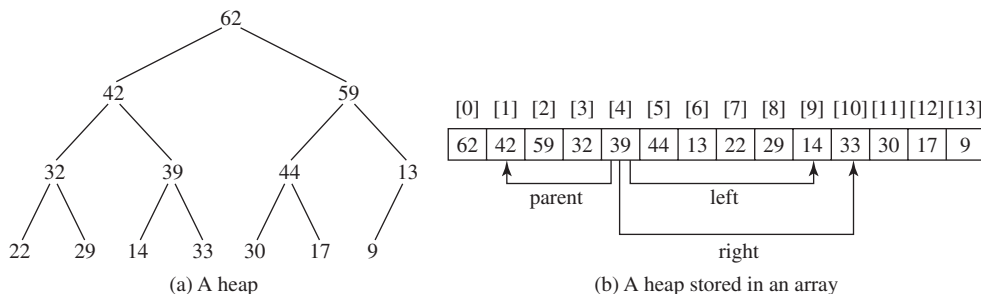 62
42 59
32 39 44 13
22 29 14 33 30 17 9
(a) A heap
[0] [1] [2] [3] [4] [5] [6] [7] [8] [9] [10] [11] [12] [13]
62 42 59 32 39 44 13 22 29 14 33 30 17 9
parent left
right
(b) A heap stored in an array